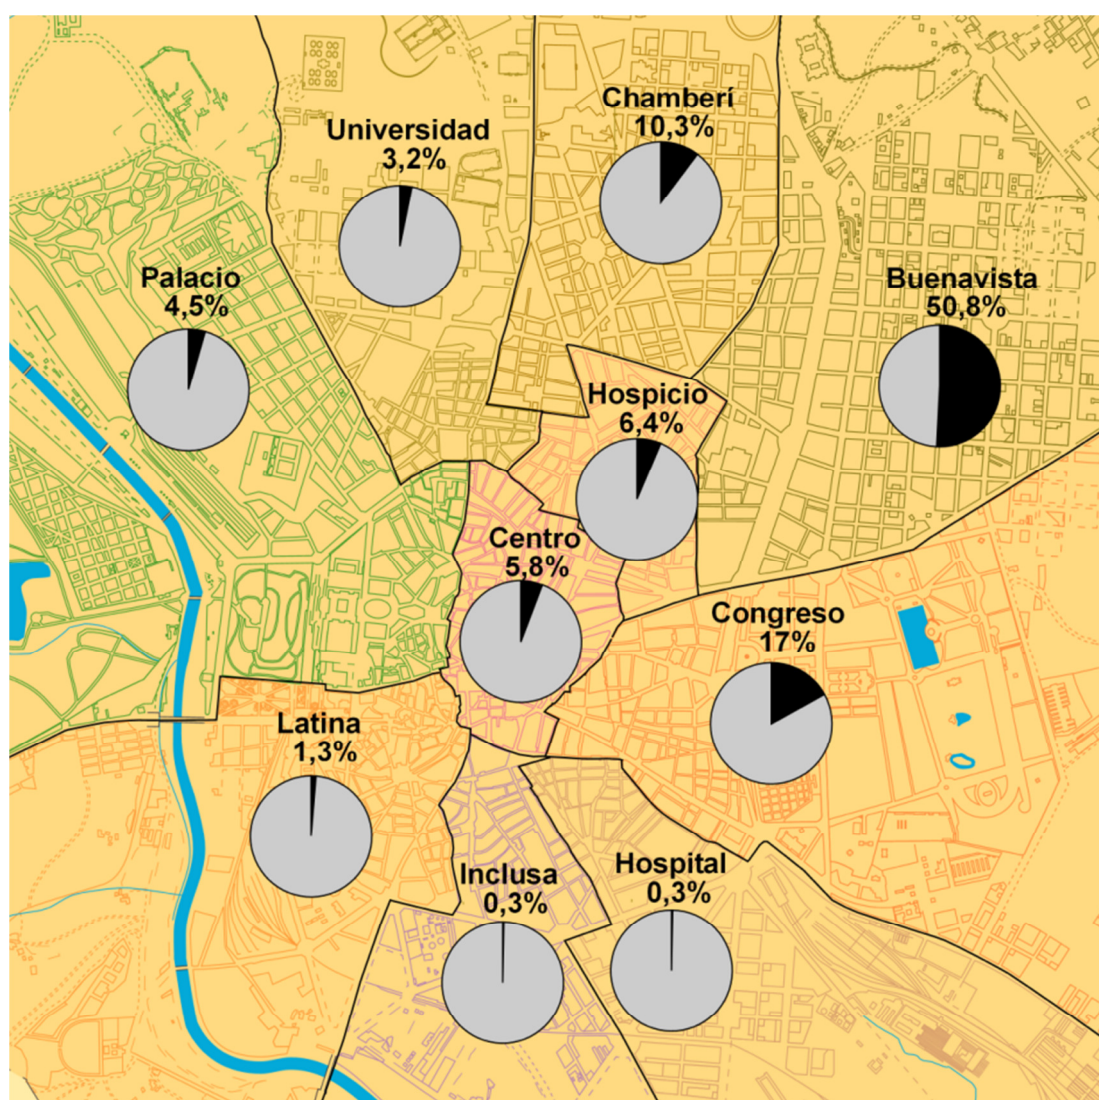 Chamberí
10,3%
Universidad
3,2%
Palacio
4,5%
Buenavista
50,8%
Hospicio
6,4%
Centro
5,8%
Congreso
17%
Latina
1,3%
Inclusa
0,3%
Hospital
0,3%